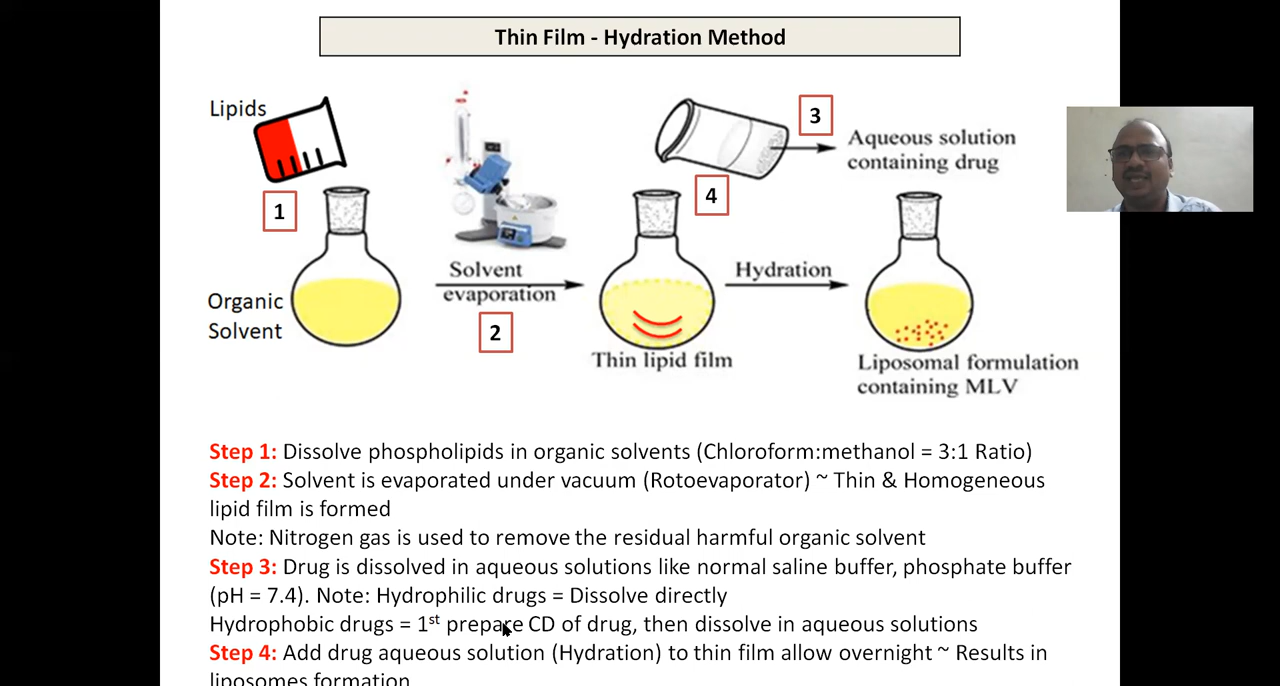 Thin Film - Hydration Method
Lipids
1
3
Aqueous solution
containing drug
4
Organic
Solvent
Solvent
evaporation
2
Hydration
Thin lipid film
Liposomal formulation
containing MLV
Step 1: Dissolve phospholipids in organic solvents (Chloroform:methanol = 3:1 Ratio)
Step 2: Solvent is evaporated under vacuum (Rotoevaporator) ~ Thin & Homogeneous
lipid film is formed
Note: Nitrogen gas is used to remove the residual harmful organic solvent
Step 3: Drug is dissolved in aqueous solutions like normal saline buffer, phosphate buffer
(pH = 7.4). Note: Hydrophilic drugs = Dissolve directly
Hydrophobic drugs = 1st prepare CD of drug, then dissolve in aqueous solutions
Step 4: Add drug aqueous solution (Hydration) to thin film allow overnight ~ Results in
liposomes formation